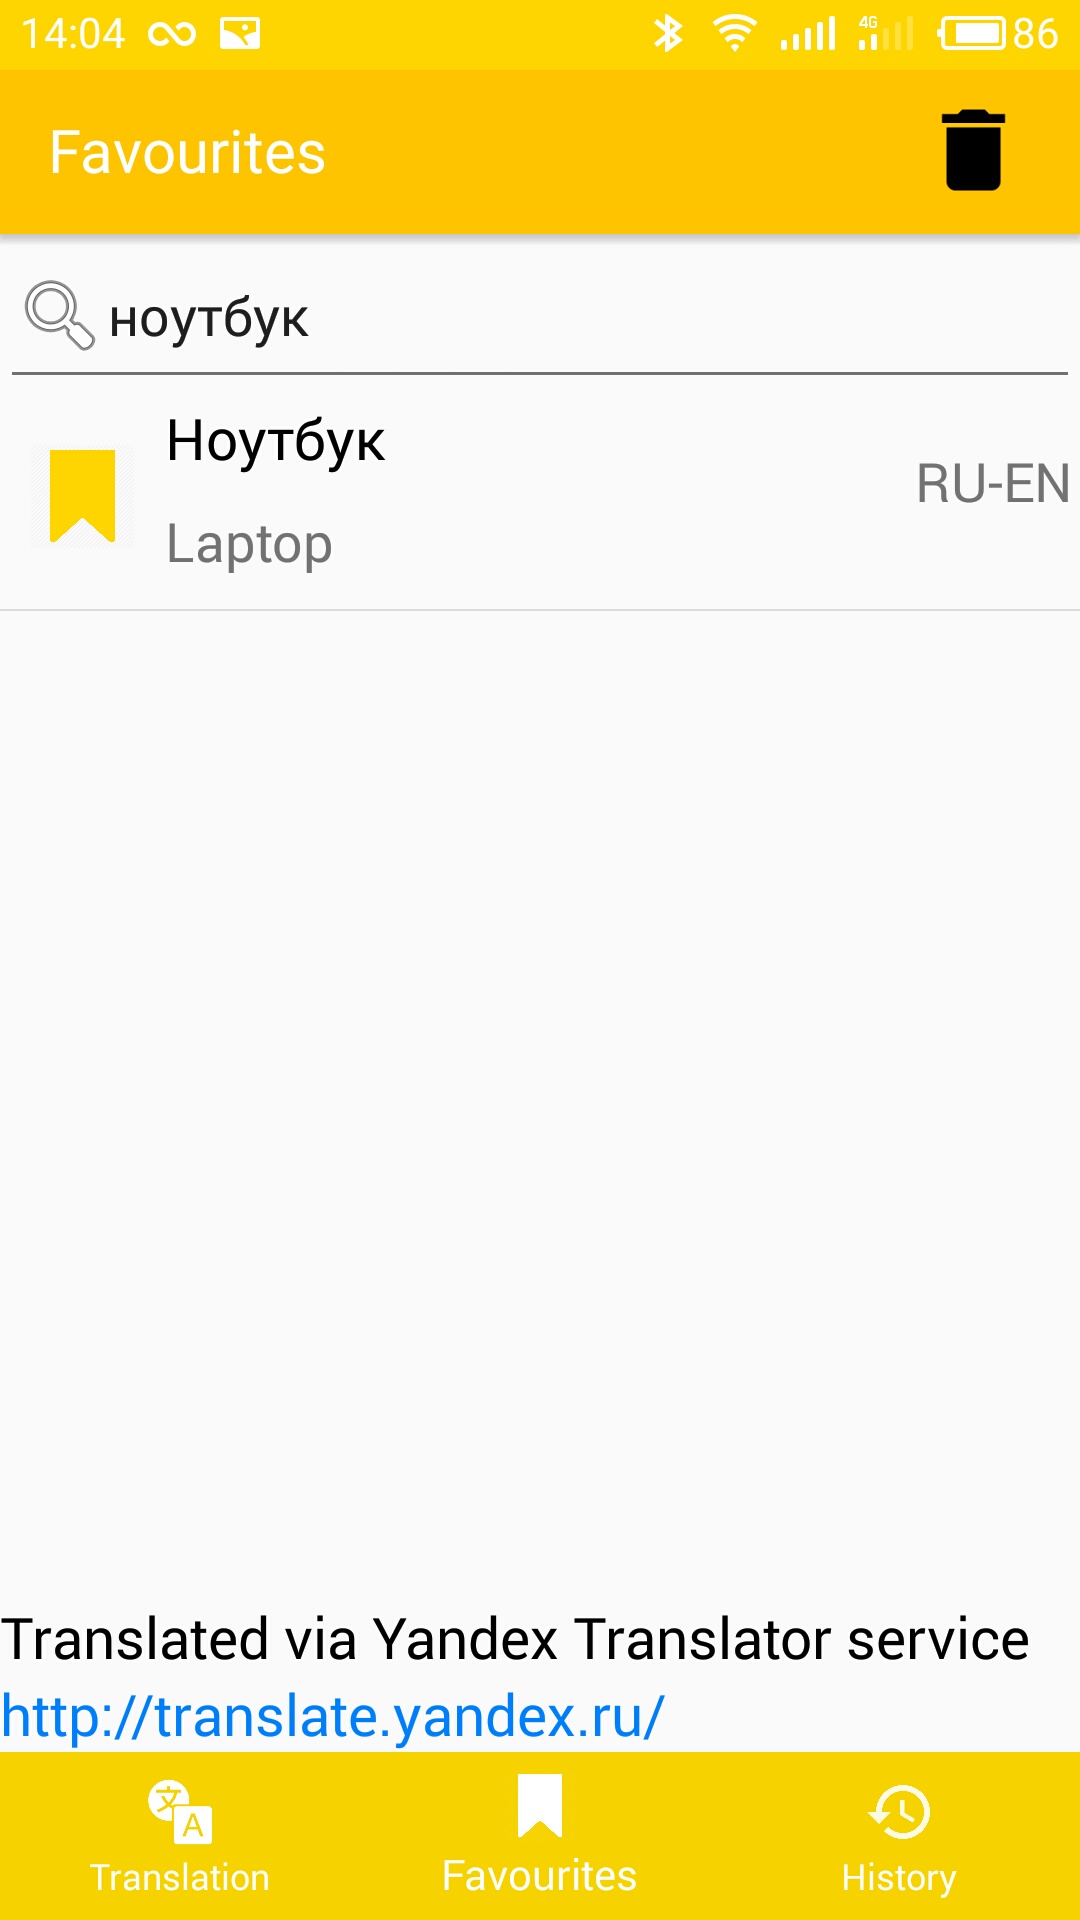 14:04 4G 86
Favourites
ноутбук
Ноутбук
RU-EN
Laptop
Translated via Yandex Translator service
http://translate.yandex.ru/
文A
Translation Favourites History